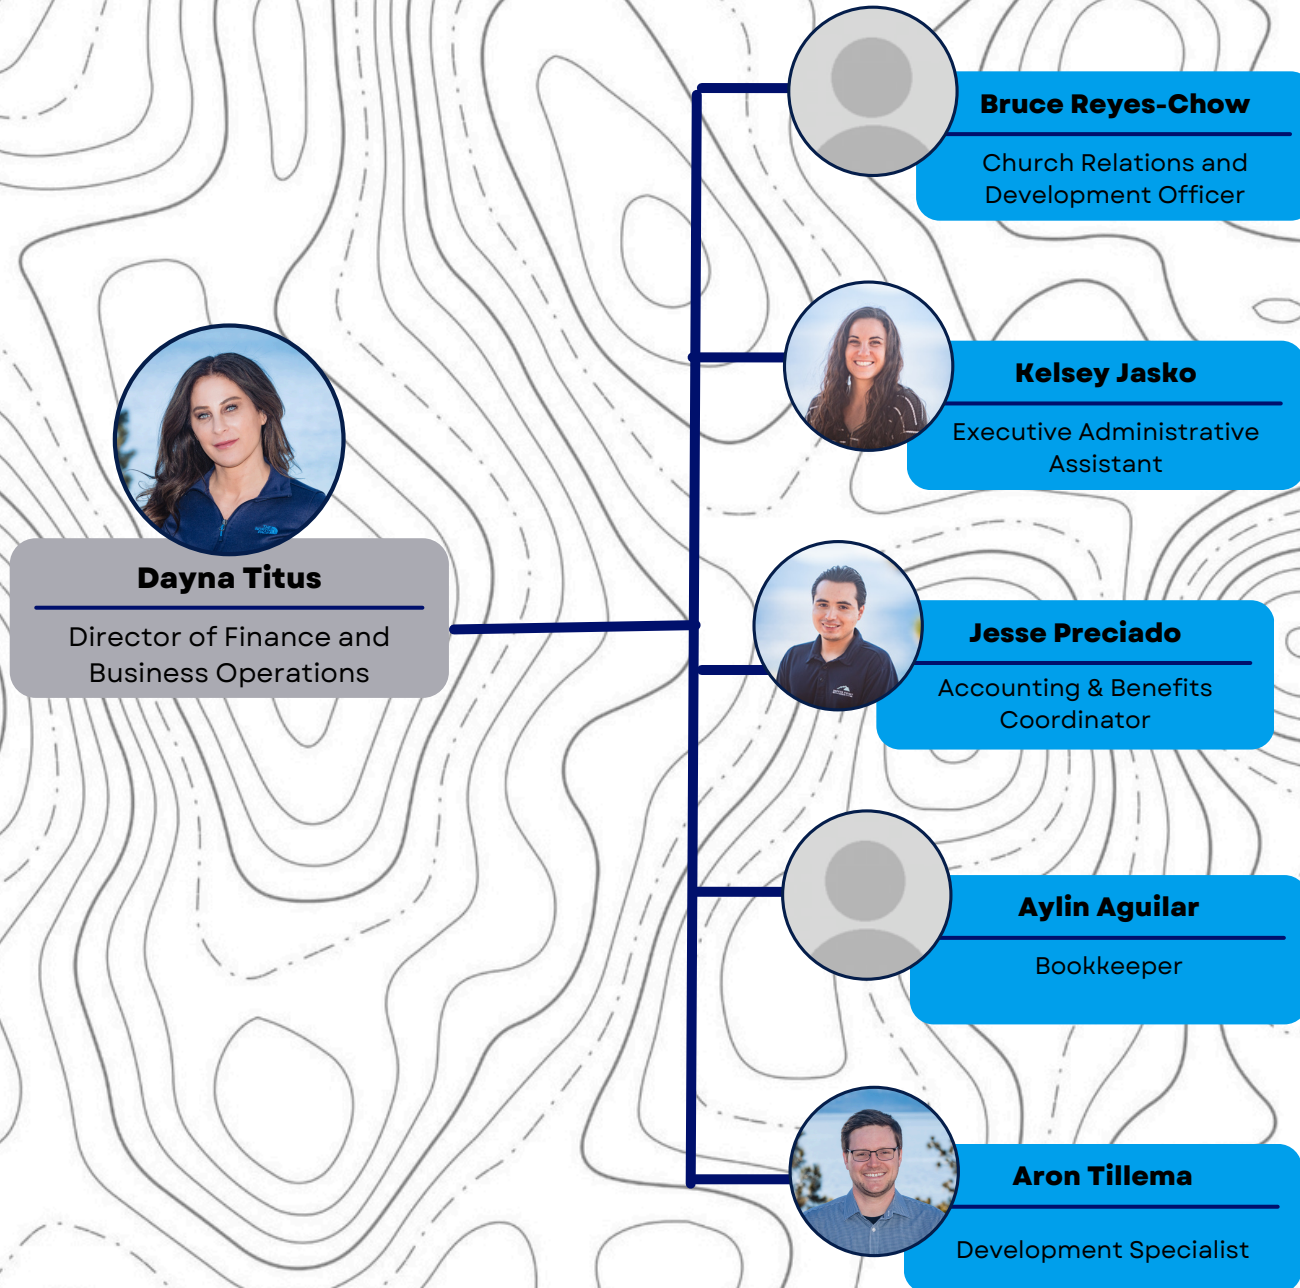 Bruce Reyes-Chow
Church Relations and
Development Officer
Kelsey Jasko
Executive Administrative
Assistant
Dayna Titus
Director of Finance and
Business Operations
Jesse Preciado
Accounting & Benefits
Coordinator
Aylin Aguilar
Bookkeeper
Aron Tillema
Development Specialist